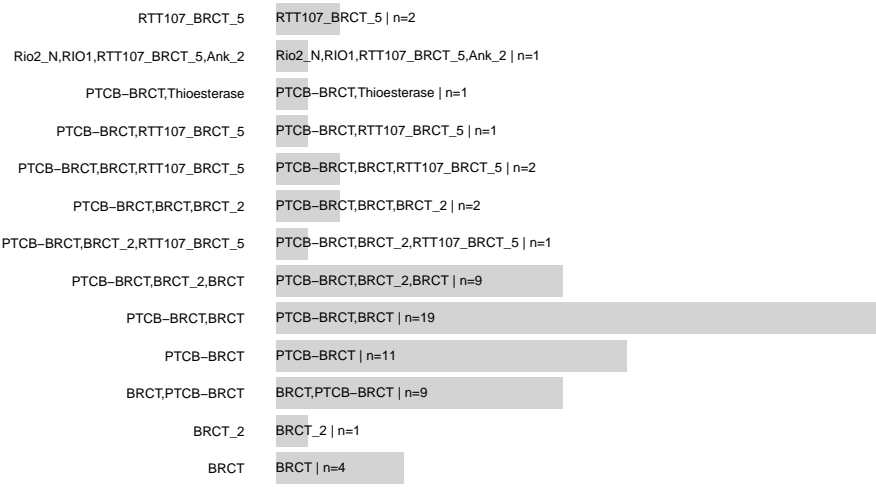 RTT107_BRCT_5 RTT107_BRCT_5 | n=2
Rio2_N,RIO1,RTT107_BRCT_5,Ank_2 Rio2_N,RIO1,RTT107_BRCT_5,Ank_2 | n=1
PTCB−BRCT,Thioesterase PTCB−BRCT,Thioesterase | n=1
PTCB−BRCT,RTT107_BRCT_5 PTCB−BRCT,RTT107_BRCT_5 | n=1
PTCB−BRCT,BRCT,RTT107_BRCT_5 PTCB−BRCT,BRCT,RTT107_BRCT_5 | n=2
PTCB−BRCT,BRCT,BRCT_2 PTCB−BRCT,BRCT,BRCT_2 | n=2
PTCB−BRCT,BRCT_2,RTT107_BRCT_5 PTCB−BRCT,BRCT_2,RTT107_BRCT_5 | n=1
PTCB−BRCT,BRCT_2,BRCT PTCB−BRCT,BRCT_2,BRCT | n=9
PTCB−BRCT,BRCT PTCB−BRCT,BRCT | n=19
PTCB−BRCT PTCB−BRCT | n=11
BRCT,PTCB−BRCT BRCT,PTCB−BRCT | n=9
BRCT_2 BRCT_2 | n=1
BRCT BRCT | n=4